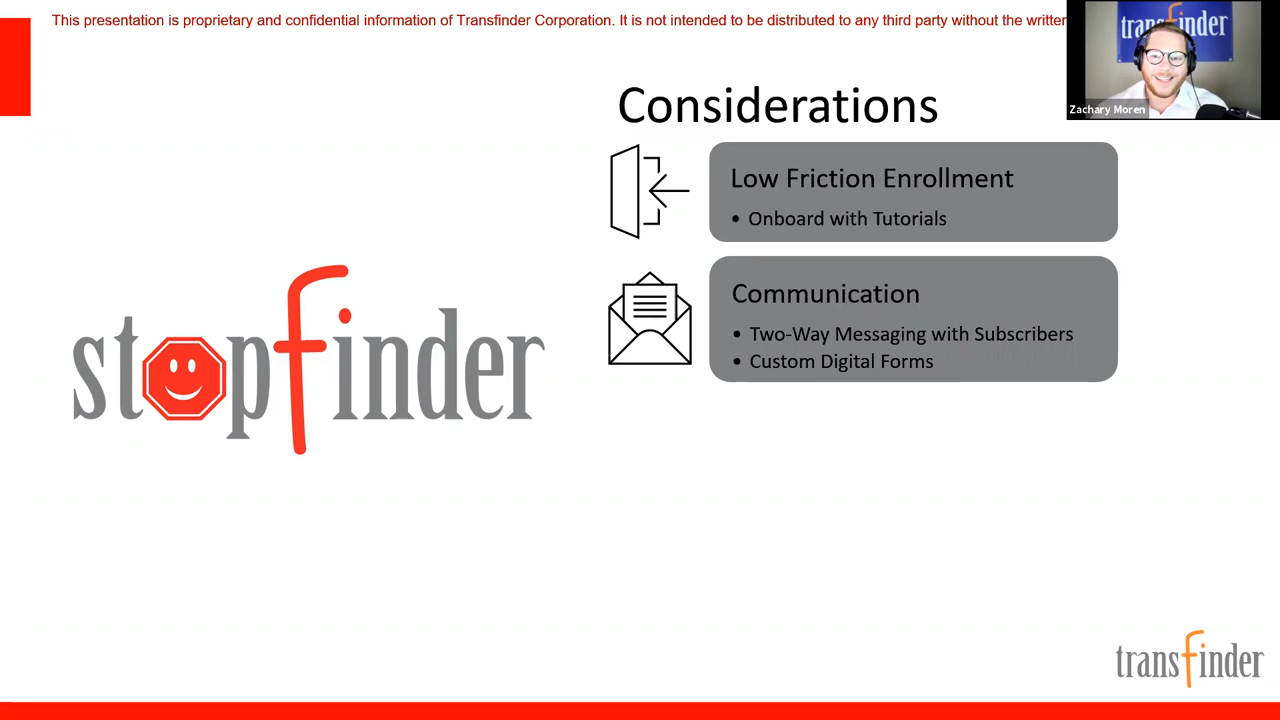 This presentation is proprietary and confidential information of Transfinder Corporation. It is not intended to be distributed to any third party without the written
transfinder
Zachary Moren
Considerations
Low Friction Enrollment
• Onboard with Tutorials
Communication
• Two-Way Messaging with Subscribers
• Custom Digital Forms
stopfinder
transfinder